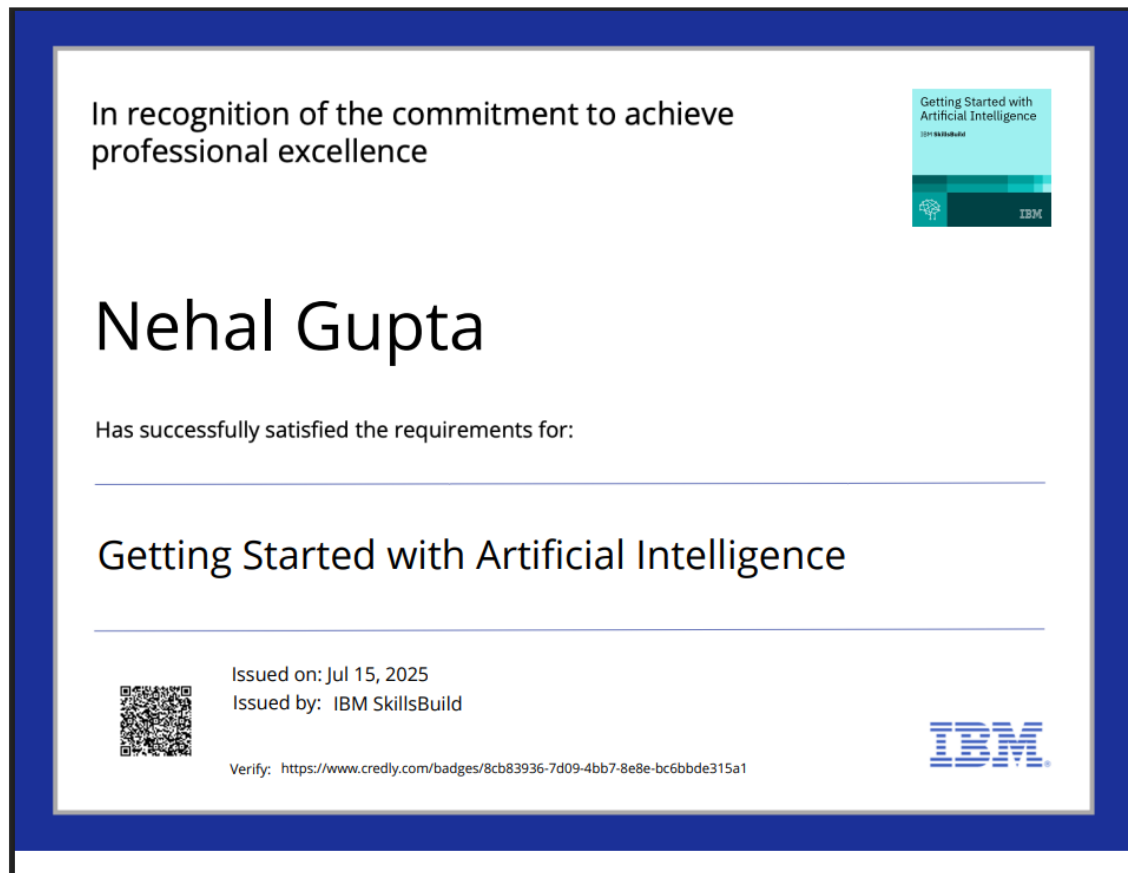 In recognition of the commitment to achieve
professional excellence
Getting Started with
Artificial Intelligence
IBM SkillsBuild
IBM
Nehal Gupta
Has successfully satisfied the requirements for:
Getting Started with Artificial Intelligence
Issued on: Jul 15, 2025
Issued by: IBM SkillsBuild
Verify: https://www.credly.com/badges/8cb83936-7d09-4bb7-8e8e-bc6bbde315a1
IBM®